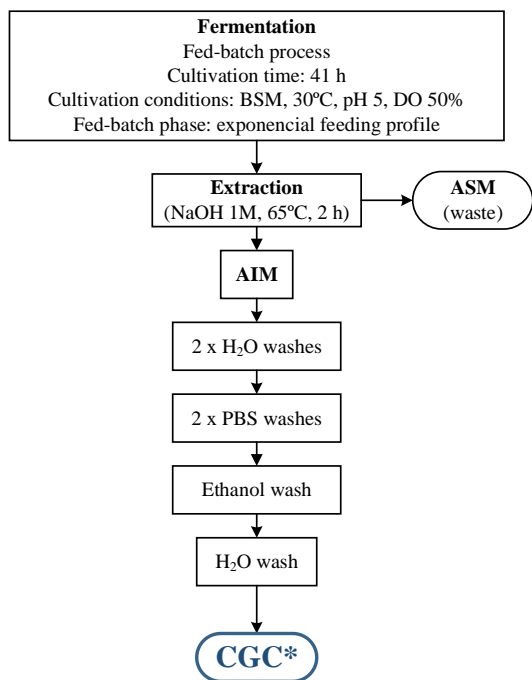 Fermentation
Fed-batch process
Cultivation time: 41 h
Cultivation conditions: BSM, 30ºC, pH 5, DO 50%
Fed-batch phase: exponencial feeding profile
Extraction
(NaOH 1M, 65ºC, 2 h)
ASM
(waste)
AIM
2 x H₂O washes
2 x PBS washes
Ethanol wash
H₂O wash
CGC*